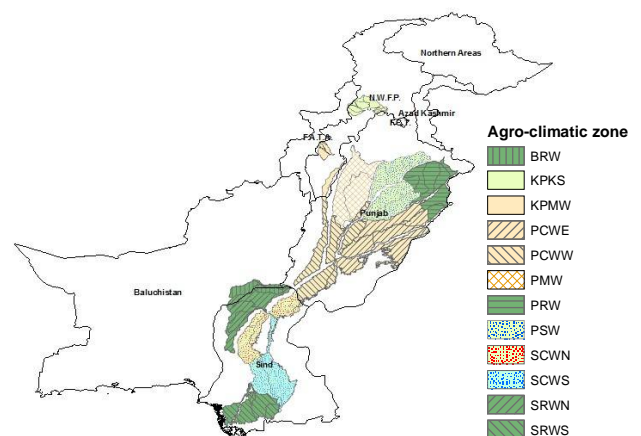 Northern Areas
N.W.F.P.
Azad Kashmir
F.C.T.
F.A.T.A.
Punjab
Baluchistan
Sind
Agro-climatic zone
BRW
KPKS
KPMW
PCWE
PCWW
PMW
PRW
PSW
SCWN
SCWS
SRWN
SRWS